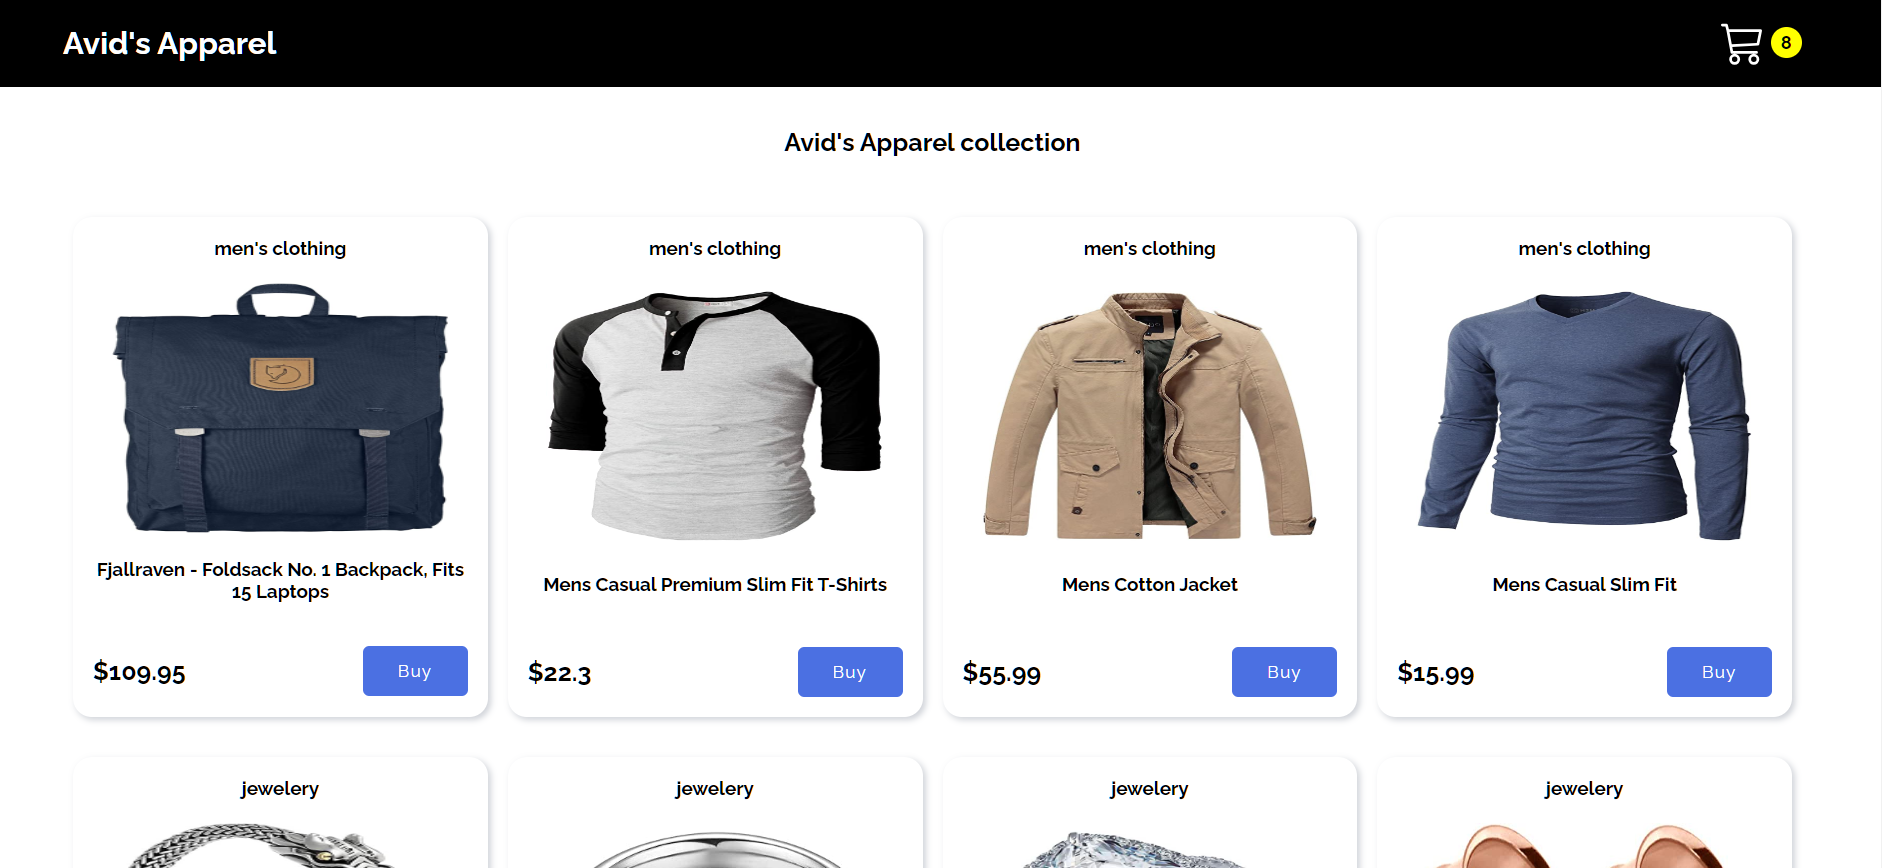 Avid's Apparel
8
Avid's Apparel collection
men's clothing
men's clothing
men's clothing
men's clothing
Fjallraven - Foldsack No. 1 Backpack, Fits
15 Laptops
Mens Casual Premium Slim Fit T-Shirts
Mens Cotton Jacket
Mens Casual Slim Fit
$109.95
Buy
$22.3
Buy
$55.99
Buy
$15.99
Buy
jewelery
jewelery
jewelery
jewelery